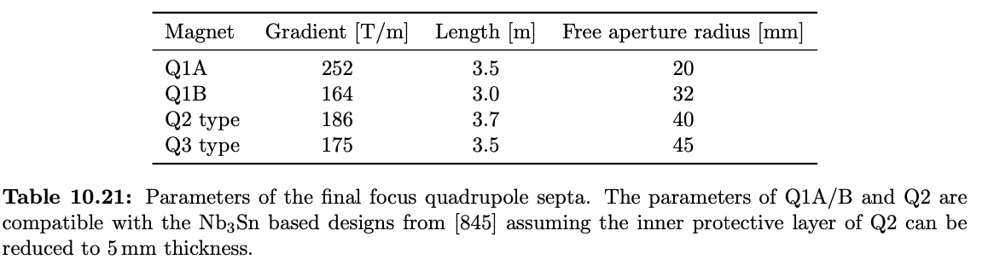 Magnet Gradient [T/m] Length [m] Free aperture radius [mm]
Q1A 252 3.5 20
Q1B 164 3.0 32
Q2 type 186 3.7 40
Q3 type 175 3.5 45
Table 10.21: Parameters of the final focus quadrupole septa. The parameters of Q1A/B and Q2 are
compatible with the Nb₃Sn based designs from [845] assuming the inner protective layer of Q2 can be
reduced to 5 mm thickness.